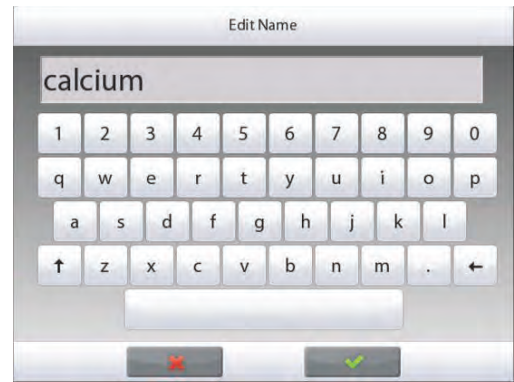 Edit Name
calcium
1 2 3 4 5 6 7 8 9 0
q w e r t y u i o p
a s d f g h j k l
↑ z x c v b n m . ←